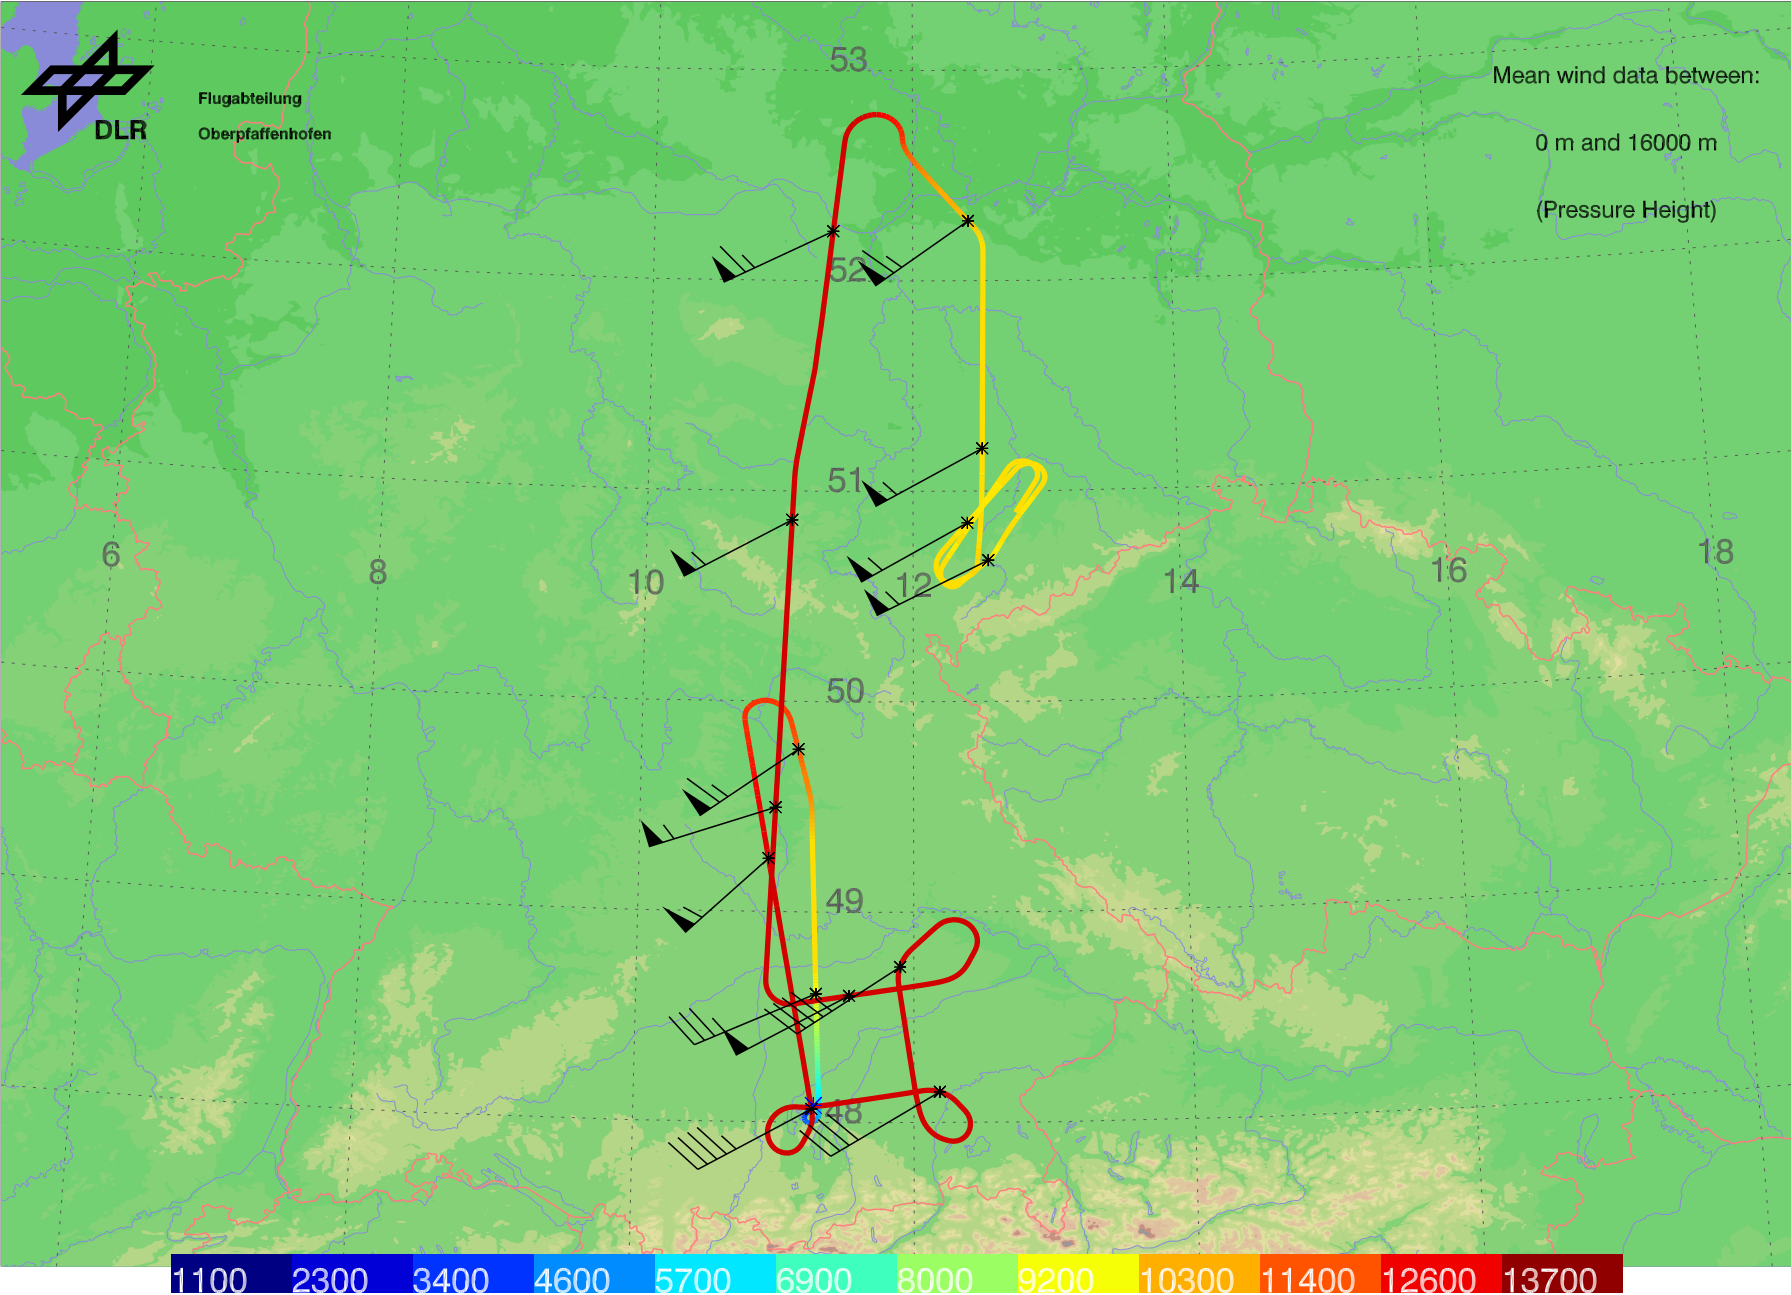 53
Mean wind data between:
Flugabteilung
DLR
Oberpfaffenhofen
0 m and 16000 m
(Pressure Height)
52
51
6
8
10
12
14
16
18
50
49
48
1100 2300 3400 4600 5700 6900 8000 9200 10300 11400 12600 13700